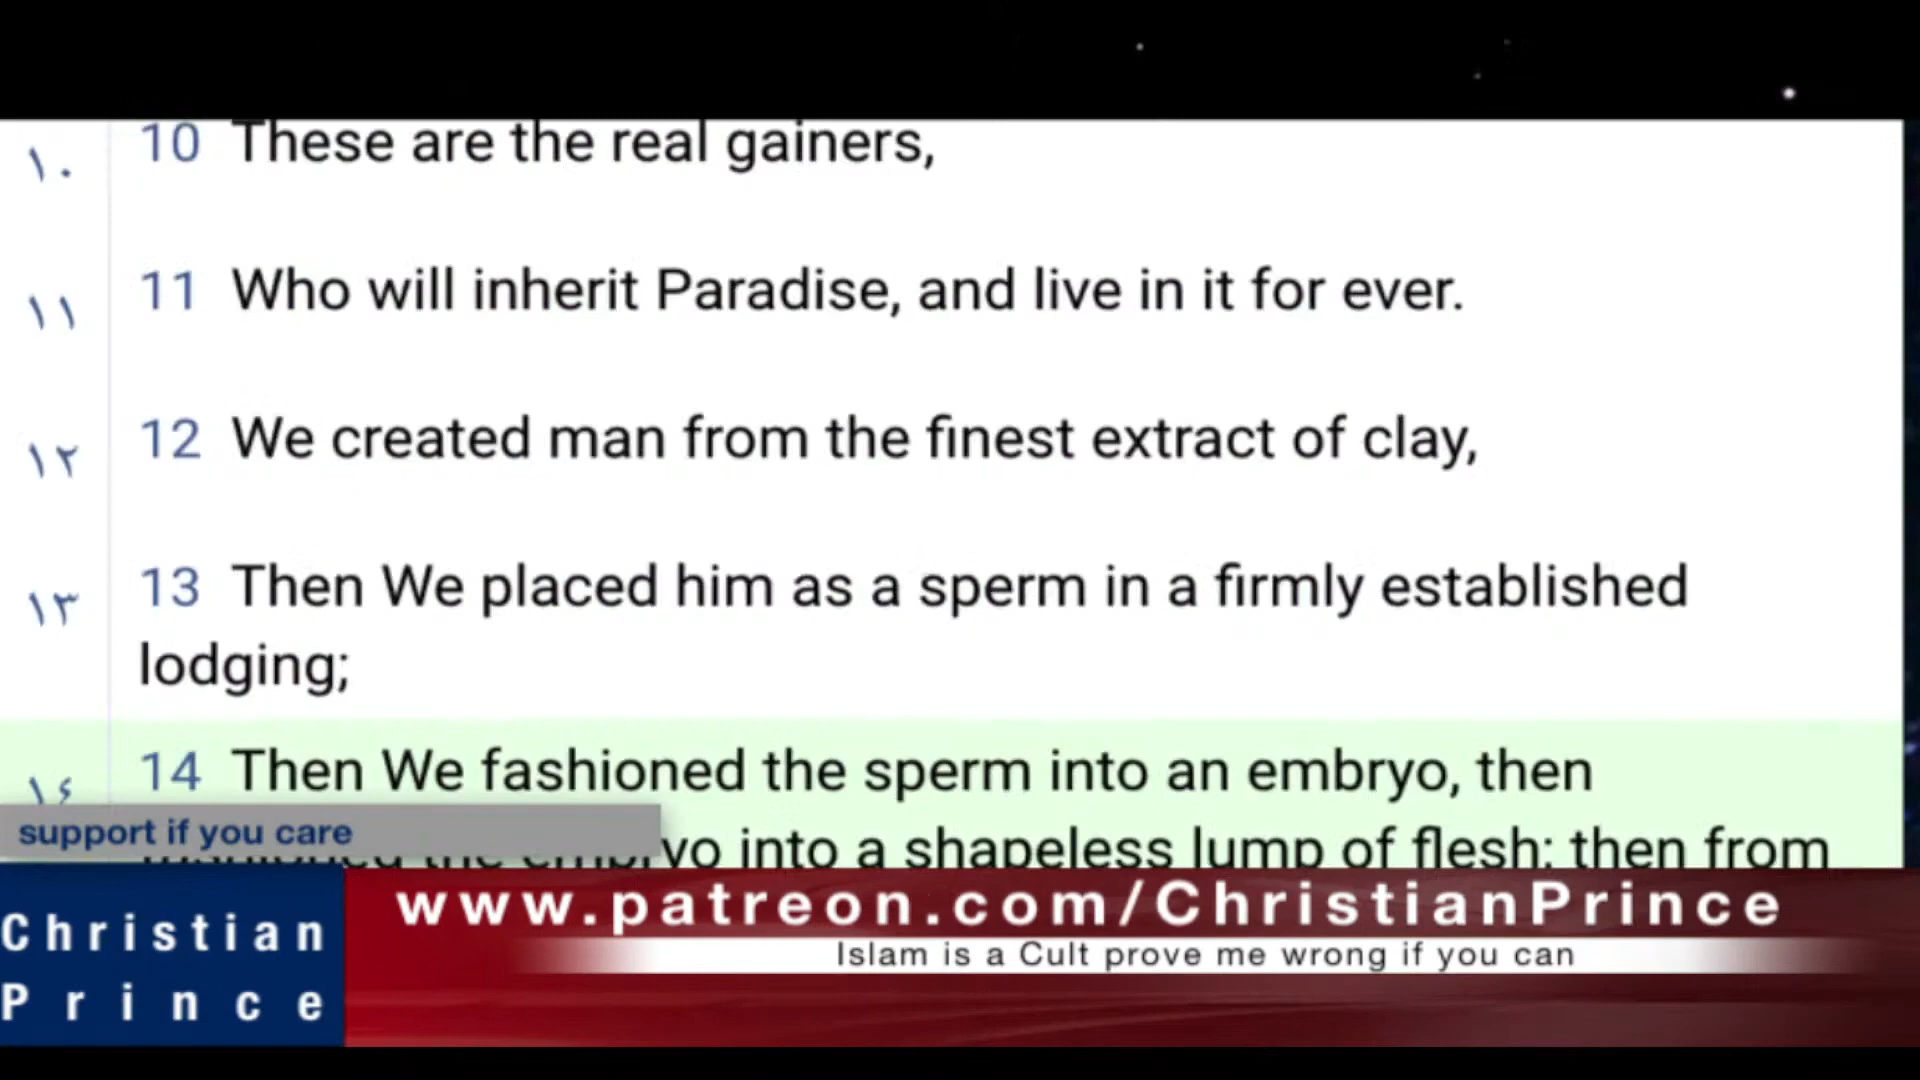 ١٠ 10 These are the real gainers,
١١ 11 Who will inherit Paradise, and live in it for ever.
١٢ 12 We created man from the finest extract of clay,
١٣ 13 Then We placed him as a sperm in a firmly established
lodging;
١٤ 14 Then We fashioned the sperm into an embryo, then
fashioned the embryo into a shapeless lump of flesh; then from
support if you care
Christian
Prince
www.patreon.com/ChristianPrince
Islam is a Cult prove me wrong if you can